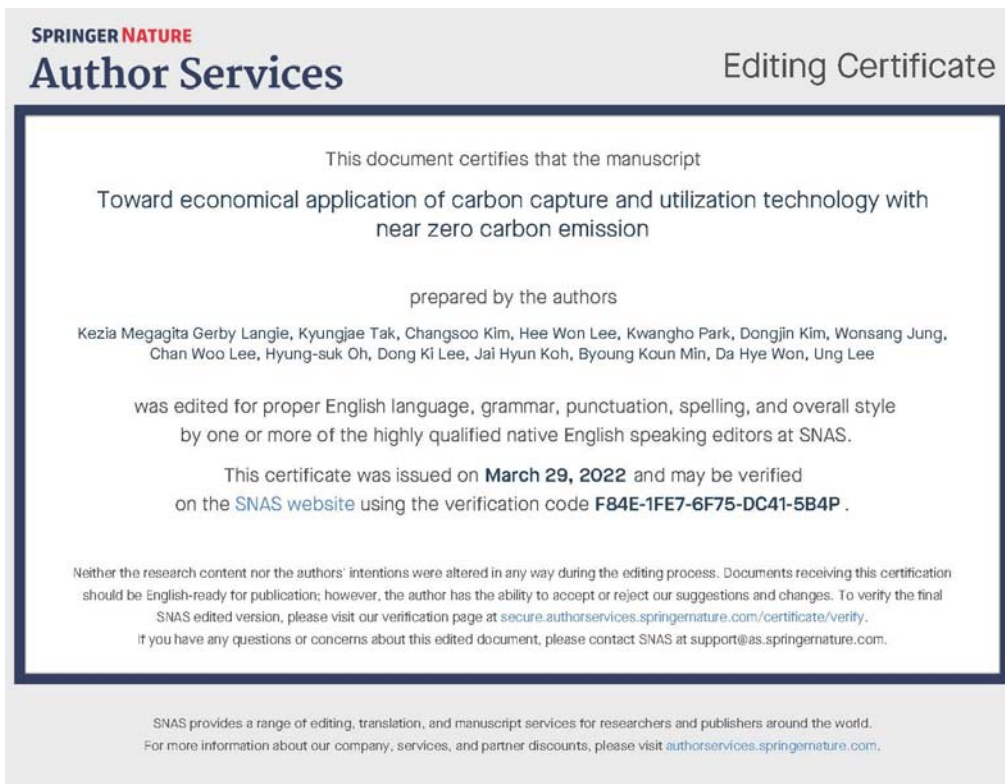 SPRINGER NATURE
Author Services
Editing Certificate
This document certifies that the manuscript
Toward economical application of carbon capture and utilization technology with
near zero carbon emission
prepared by the authors
Kezia Megagita Gerby Langie, Kyungjae Tak, Changsoo Kim, Hee Won Lee, Kwangho Park, Dongjin Kim, Wonsang Jung,
Chan Woo Lee, Hyung-suk Oh, Dong Ki Lee, Jai Hyun Koh, Byoung Koun Min, Da Hye Won, Ung Lee
was edited for proper English language, grammar, punctuation, spelling, and overall style
by one or more of the highly qualified native English speaking editors at SNAS.
This certificate was issued on March 29, 2022 and may be verified
on the SNAS website using the verification code F84E-1FE7-6F75-DC41-5B4P .
Neither the research content nor the authors' intentions were altered in any way during the editing process. Documents receiving this certification
should be English-ready for publication; however, the author has the ability to accept or reject our suggestions and changes. To verify the final
SNAS edited version, please visit our verification page at secure.authorservices.springernature.com/certificate/verify.
If you have any questions or concerns about this edited document, please contact SNAS at support@as.springernature.com.
SNAS provides a range of editing, translation, and manuscript services for researchers and publishers around the world.
For more information about our company, services, and partner discounts, please visit authorservices.springernature.com.